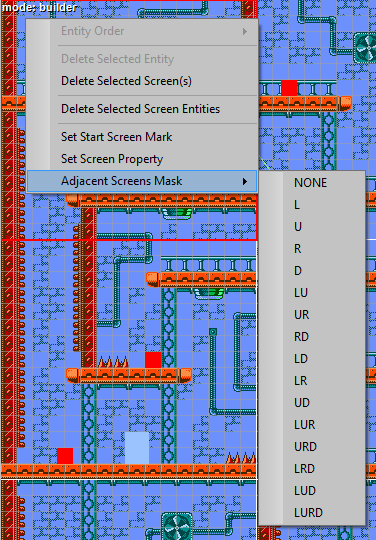 mode: builder
Entity Order
Delete Selected Entity
Delete Selected Screen(s)
Delete Selected Screen Entities
Set Start Screen Mark
Set Screen Property
Adjacent Screens Mask
NONE
L
U
R
D
LU
UR
RD
LD
LR
UD
LUR
URD
LRD
LUD
LURD